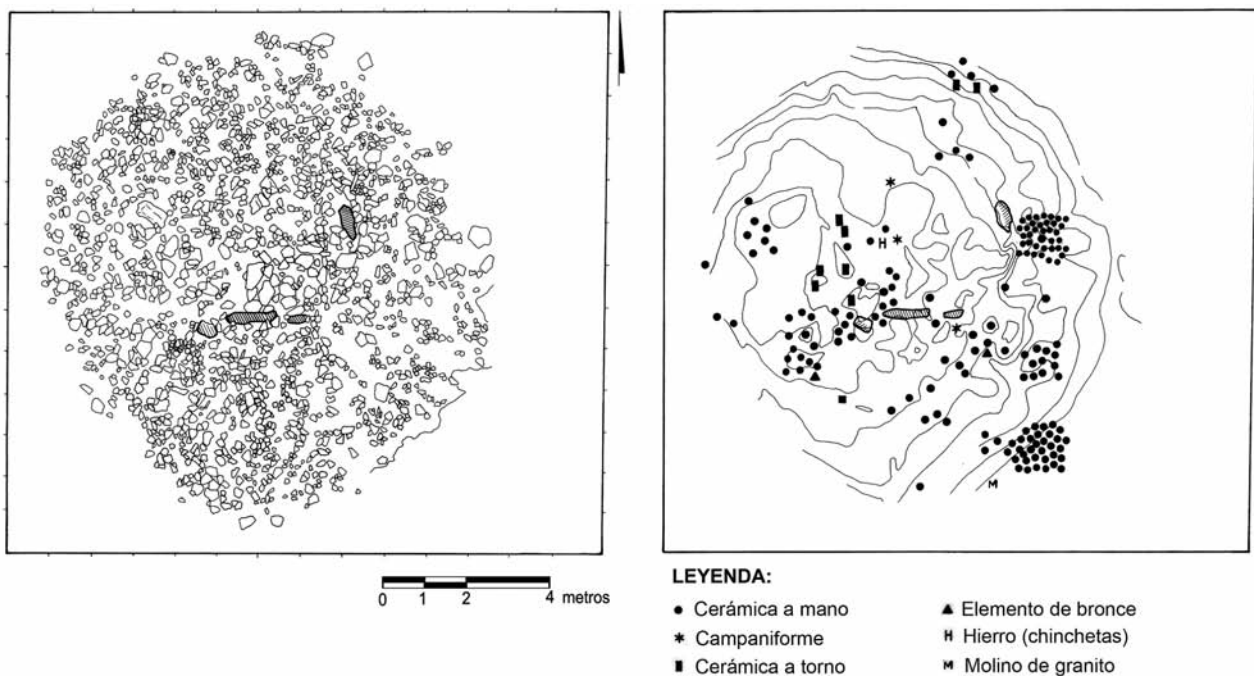 H
M
0 1 2 4 metros
LEYENDA:
Cerámica a mano
Campaniforme
Cerámica a torno
Elemento de bronce
H Hierro (chinchetas)
M Molino de granito